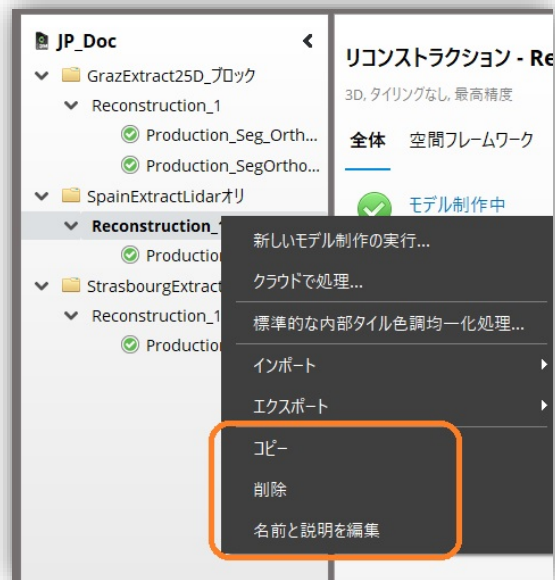 JP_Doc
GrazExtract25D_ブロック
Reconstruction_1
Production_Seg_Orth...
Production_SegOrtho...
SpainExtractLidarオリ
Reconstruction_1
Production
StrasbourgExtract
Reconstruction_1
Production
リコンストラクション - Re
3D, タイリングなし, 最高精度
全体 空間フレームワーク
モデル制作中
新しいモデル制作の実行...
クラウドで処理...
標準的な内部タイル色調均一化処理...
インポート
エクスポート
コピー
削除
名前と説明を編集